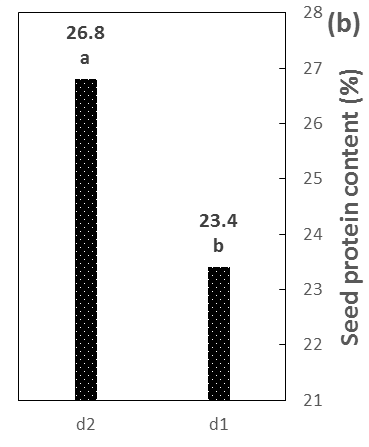 (b)
26.8
a
23.4
b
28
27
26
25
24
23
22
21
Seed protein content (%)
d2
d1